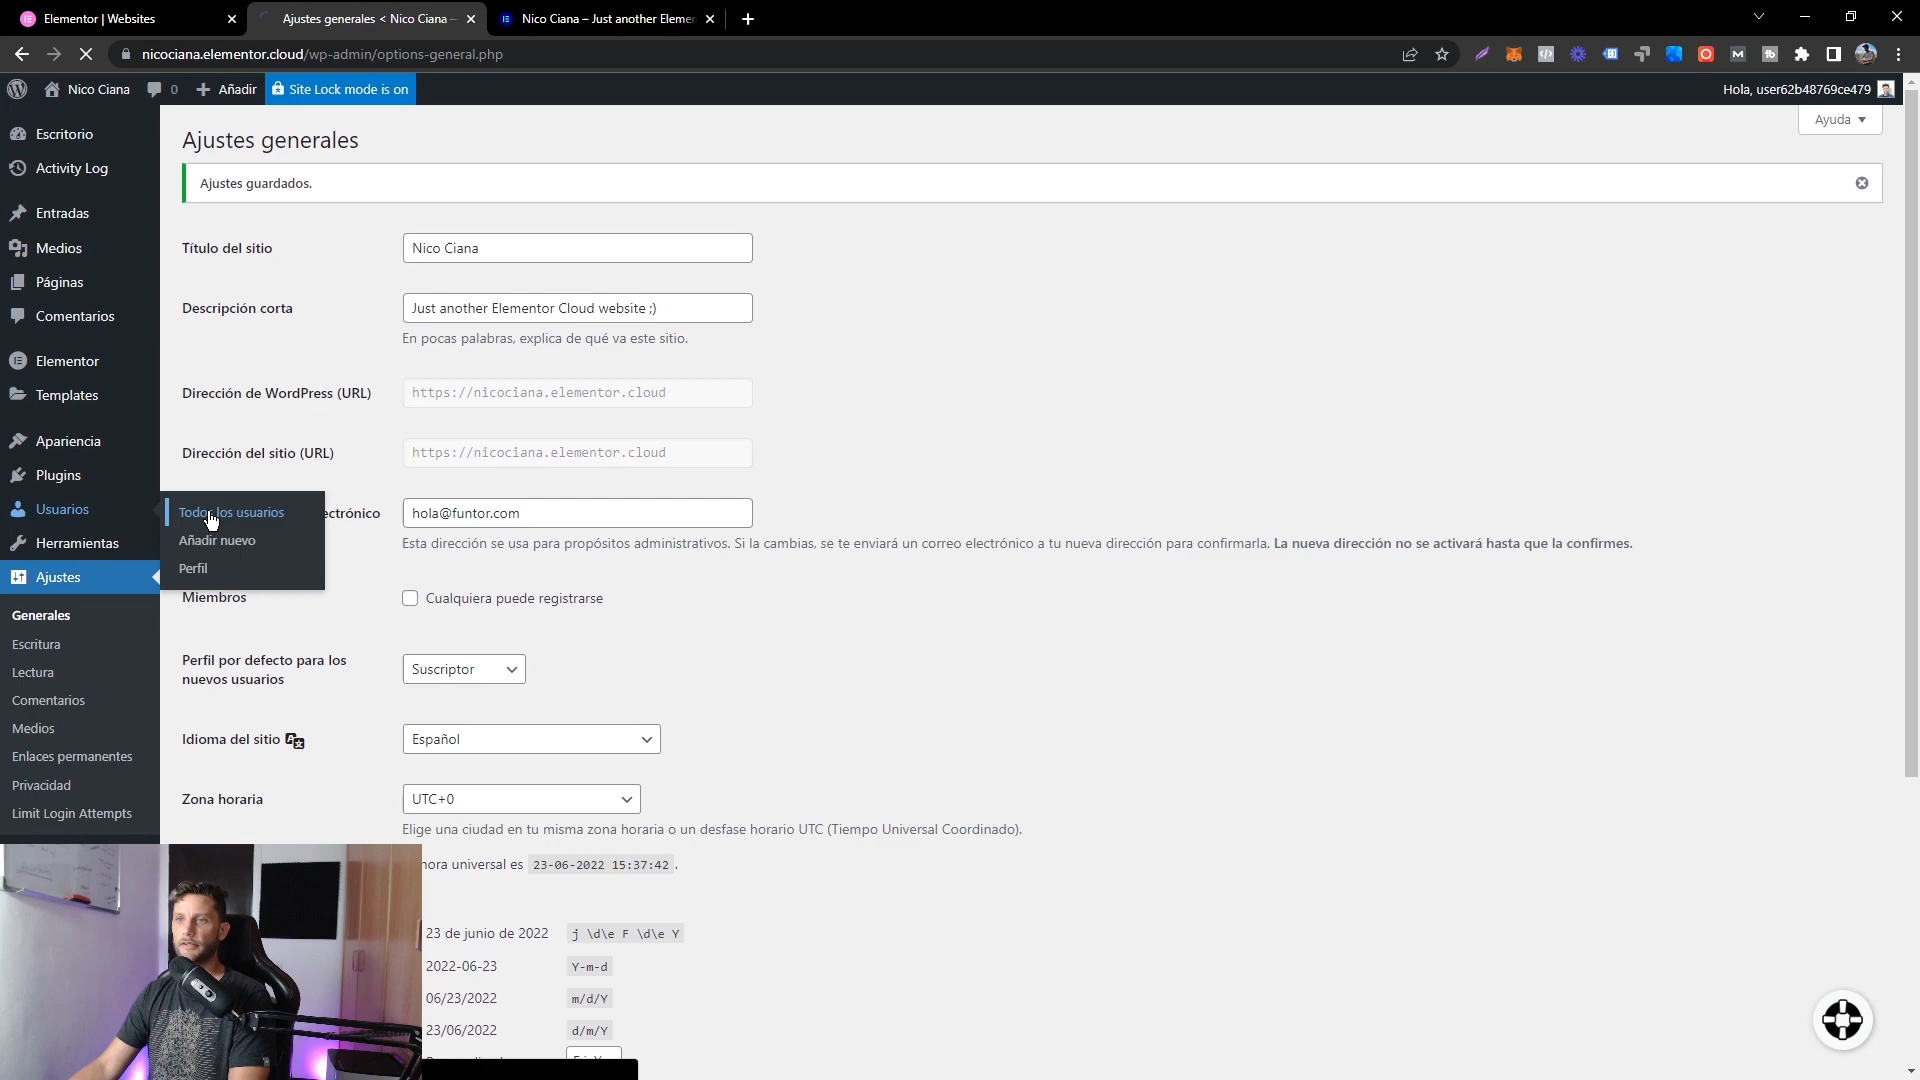 Elementor | Websites
Ajustes generales < Nico Ciana –
Nico Ciana – Just another Elemen
nicociana.elementor.cloud/wp-admin/options-general.php
Nico Ciana
0
Añadir
Site Lock mode is on
Hola, user62b48769ce479
Ayuda
Escritorio
Activity Log
Entradas
Medios
Páginas
Comentarios
Elementor
Templates
Apariencia
Plugins
Usuarios
Herramientas
Ajustes
Generales
Escritura
Lectura
Comentarios
Medios
Enlaces permanentes
Privacidad
Limit Login Attempts
Todos los usuarios
Añadir nuevo
Perfil
Ajustes generales
Ajustes guardados.
Título del sitio
Nico Ciana
Descripción corta
Just another Elementor Cloud website ;)
En pocas palabras, explica de qué va este sitio.
Dirección de WordPress (URL)
https://nicociana.elementor.cloud
Dirección del sitio (URL)
https://nicociana.elementor.cloud
ectrónico
hola@funtor.com
Esta dirección se usa para propósitos administrativos. Si la cambias, se te enviará un correo electrónico a tu nueva dirección para confirmarla. La nueva dirección no se activará hasta que la confirmes.
Miembros
Cualquiera puede registrarse
Perfil por defecto para los
nuevos usuarios
Suscriptor
Idioma del sitio
Español
Zona horaria
UTC+0
Elige una ciudad en tu misma zona horaria o un desfase horario UTC (Tiempo Universal Coordinado).
hora universal es 23-06-2022 15:37:42 .
23 de junio de 2022 j \d\e F \d\e Y
2022-06-23 Y-m-d
06/23/2022 m/d/Y
23/06/2022 d/m/Y